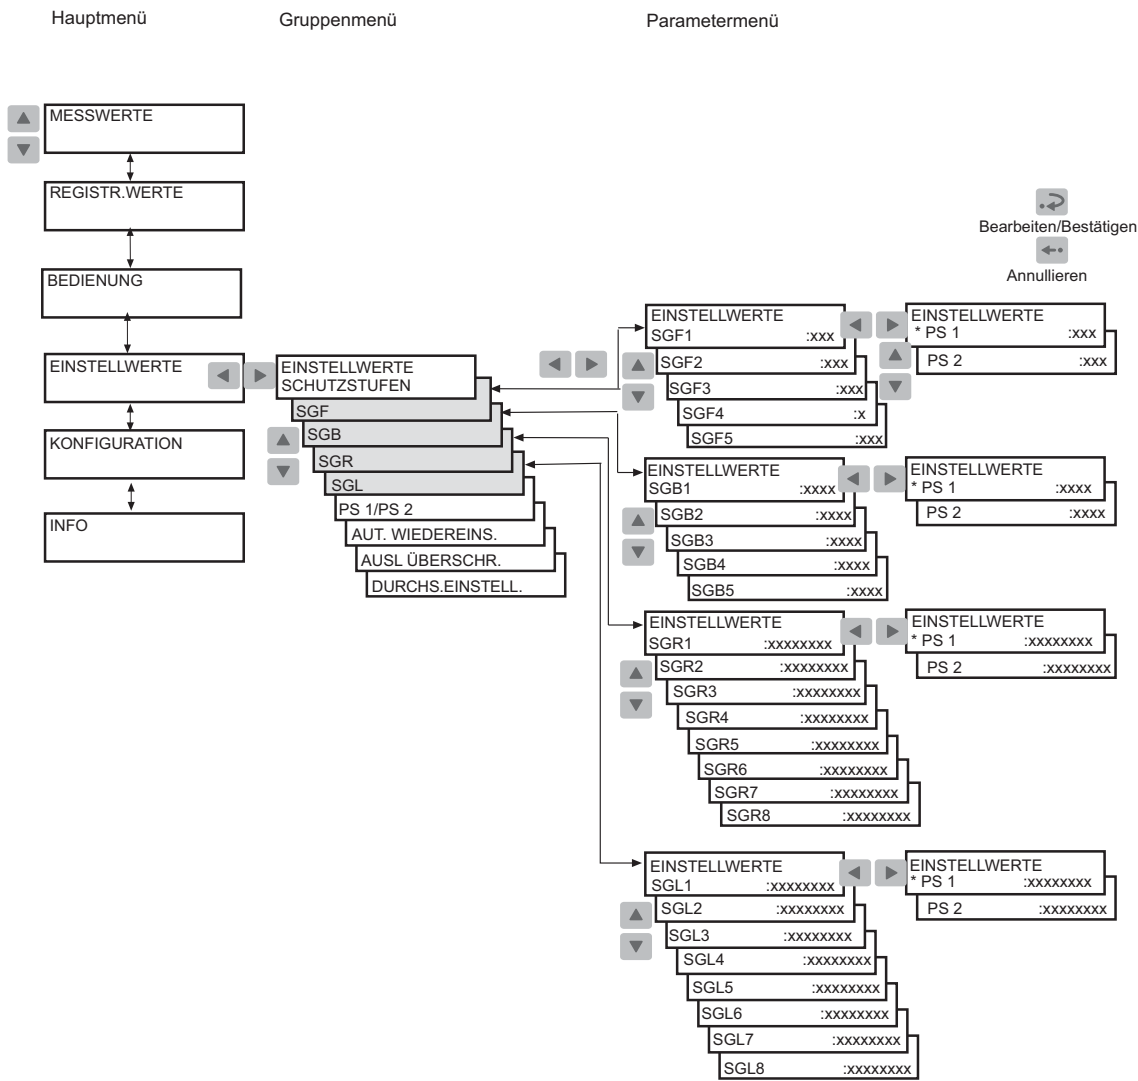 Hauptmenü
Gruppenmenü
Parametermenü
MESSWERTE
REGISTR.WERTE
BEDIENUNG
EINSTELLWERTE
KONFIGURATION
INFO
EINSTELLWERTE
SCHUTZSTUFEN
SGF
SGB
SGR
SGL
PS 1/PS 2
AUT. WIEDEREINS.
AUSL ÜBERSCHR.
DURCHS.EINSTELL.
Bearbeiten/Bestätigen
Annullieren
EINSTELLWERTE
SGF1 :xxx
SGF2 :xxx
SGF3 :xxx
SGF4 :x
SGF5 :xxx
EINSTELLWERTE
* PS 1 :xxx
PS 2 :xxx
EINSTELLWERTE
SGB1 :xxxx
SGB2 :xxxx
SGB3 :xxxx
SGB4 :xxxx
SGB5 :xxxx
EINSTELLWERTE
* PS 1 :xxxx
PS 2 :xxxx
EINSTELLWERTE
SGR1 :xxxxxxxx
SGR2 :xxxxxxxx
SGR3 :xxxxxxxx
SGR4 :xxxxxxxx
SGR5 :xxxxxxxx
SGR6 :xxxxxxxx
SGR7 :xxxxxxxx
SGR8 :xxxxxxxx
EINSTELLWERTE
* PS 1 :xxxxxxxx
PS 2 :xxxxxxxx
EINSTELLWERTE
SGL1 :xxxxxxxx
SGL2 :xxxxxxxx
SGL3 :xxxxxxxx
SGL4 :xxxxxxxx
SGL5 :xxxxxxxx
SGL6 :xxxxxxxx
SGL7 :xxxxxxxx
SGL8 :xxxxxxxx
EINSTELLWERTE
* PS 1 :xxxxxxxx
PS 2 :xxxxxxxx